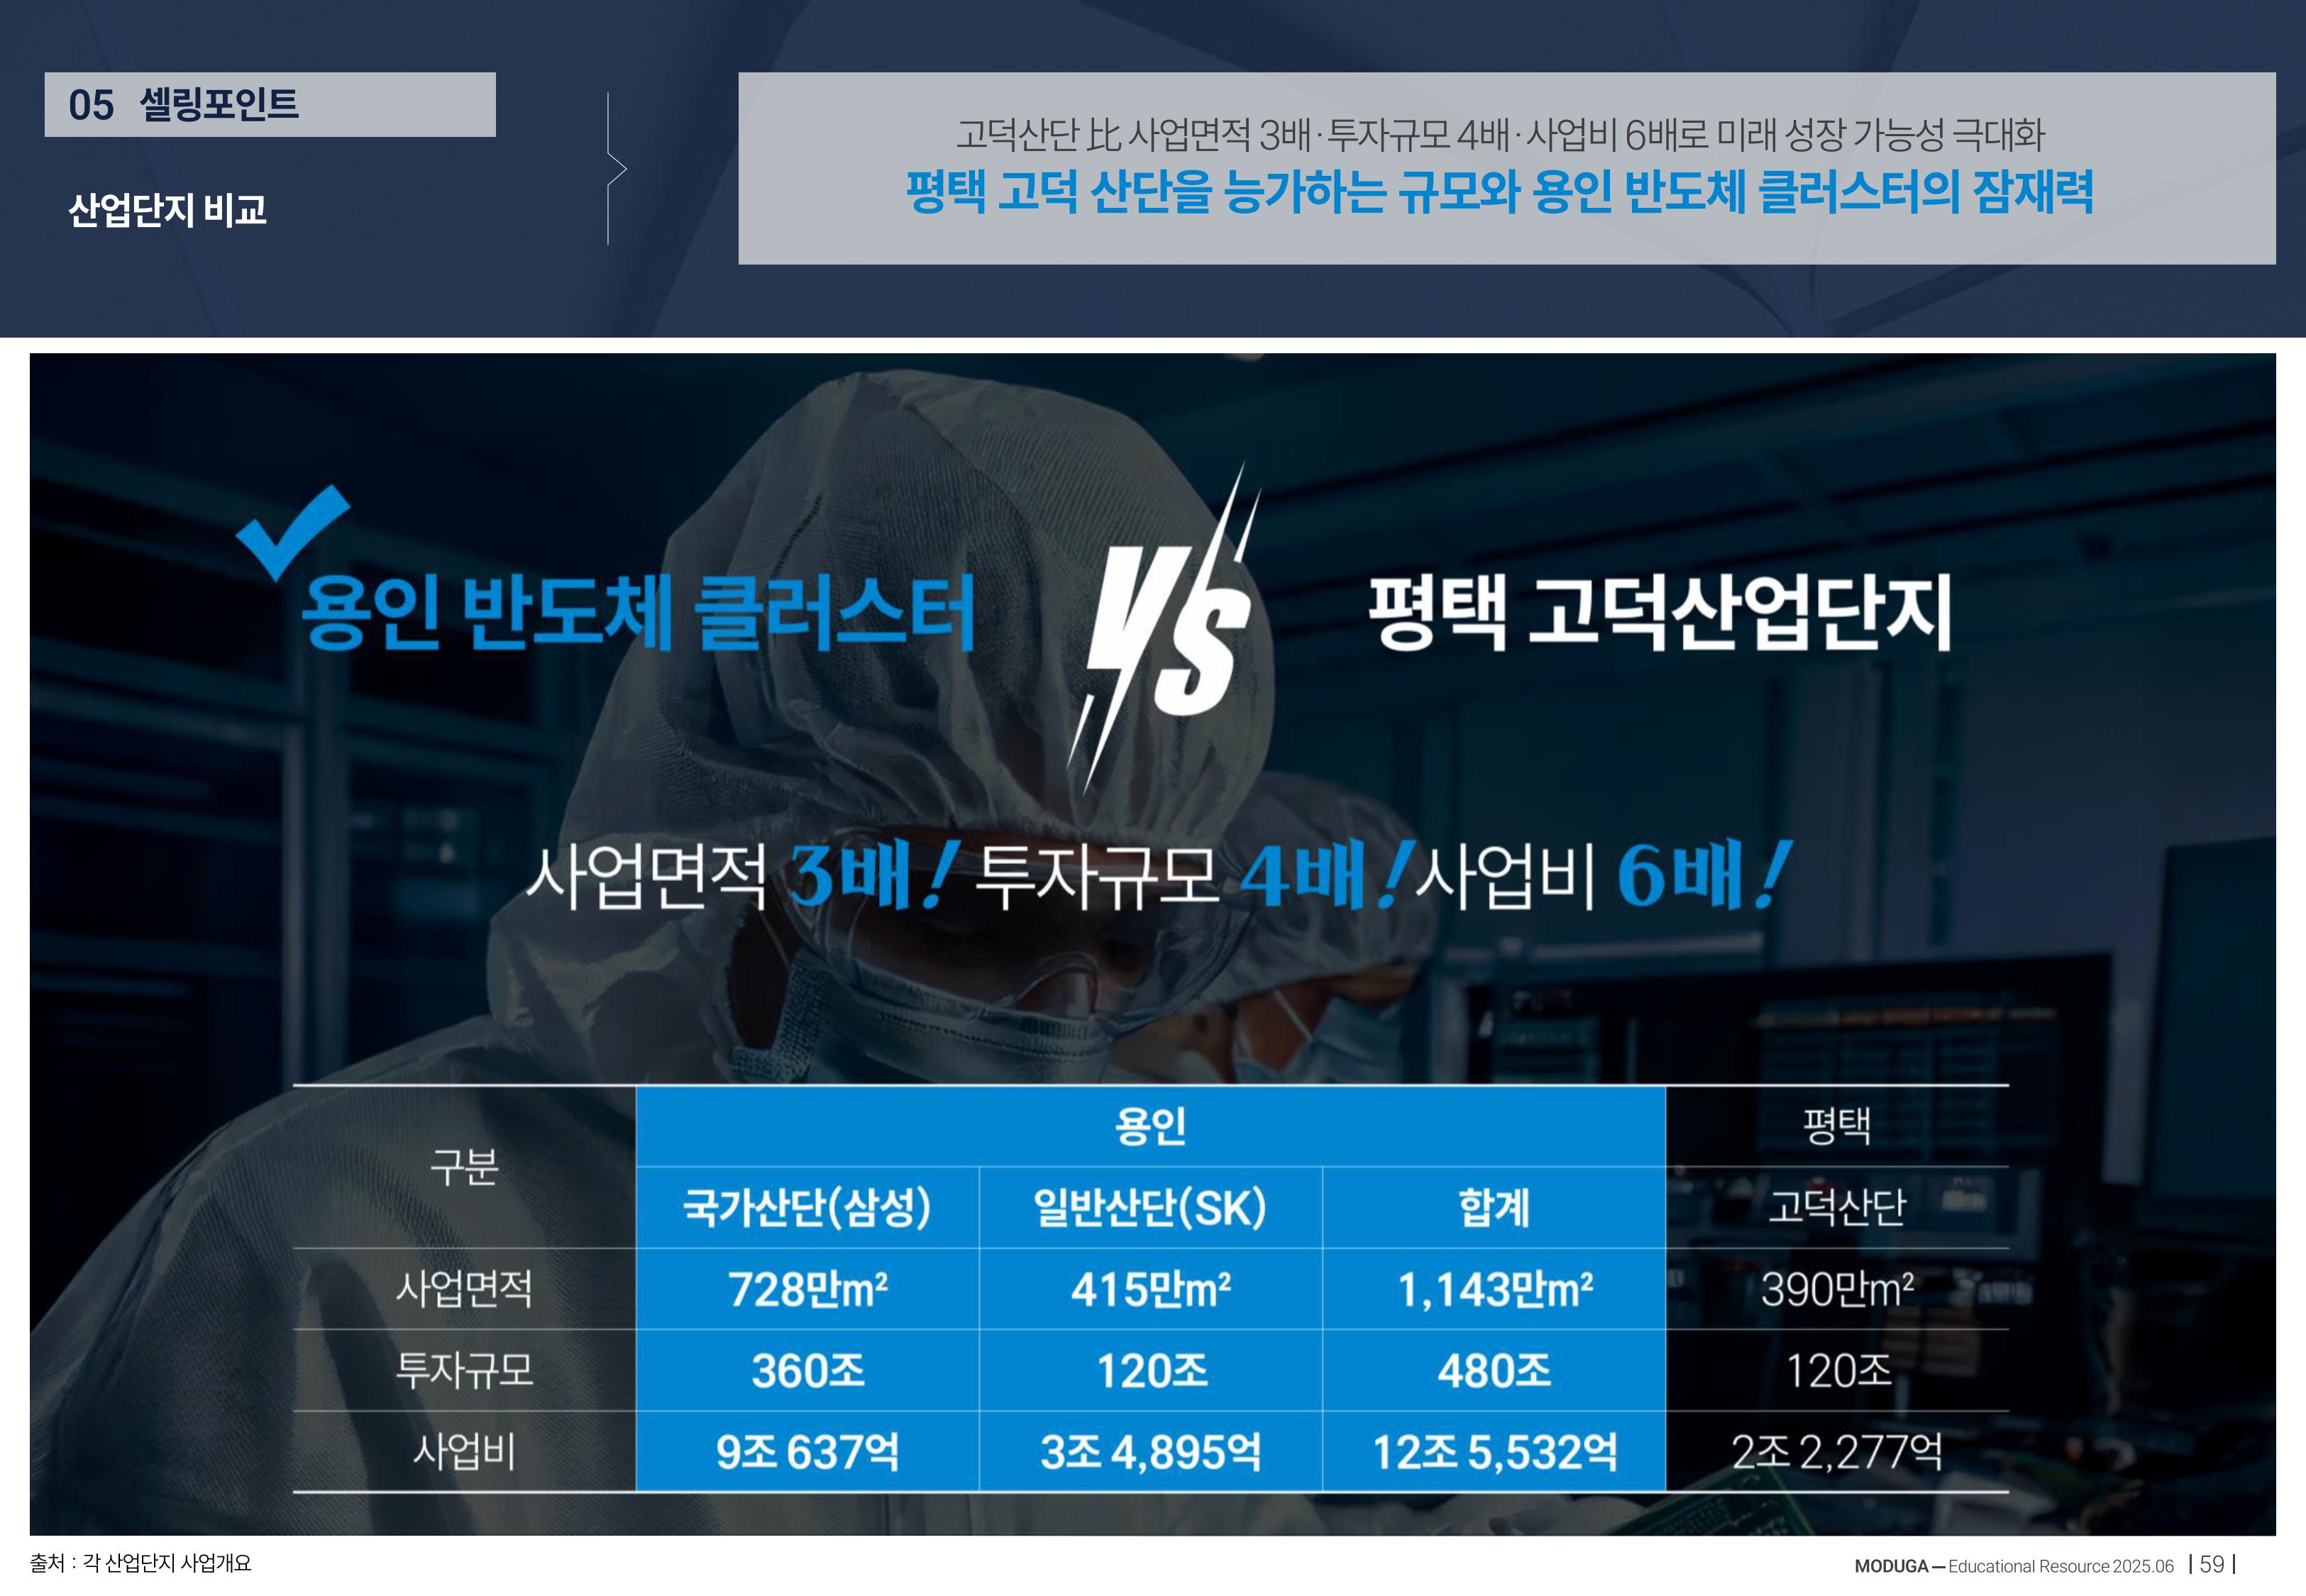 05 셀링포인트
산업단지 비교
고덕산단 比 사업면적 3배·투자규모 4배·사업비 6배로 미래 성장 가능성 극대화
평택 고덕 산단을 능가하는 규모와 용인 반도체 클러스터의 잠재력
용인 반도체 클러스터 VS 평택 고덕산업단지
사업면적 3배! 투자규모 4배! 사업비 6배!
구분 용인 평택
국가산단(삼성) 일반산단(SK) 합계 고덕산단
사업면적 728만m² 415만m² 1,143만m² 390만m²
투자규모 360조 120조 480조 120조
사업비 9조 637억 3조 4,895억 12조 5,532억 2조 2,277억
출처 : 각 산업단지 사업개요
MODUGA — Educational Resource 2025.06 | 59 |